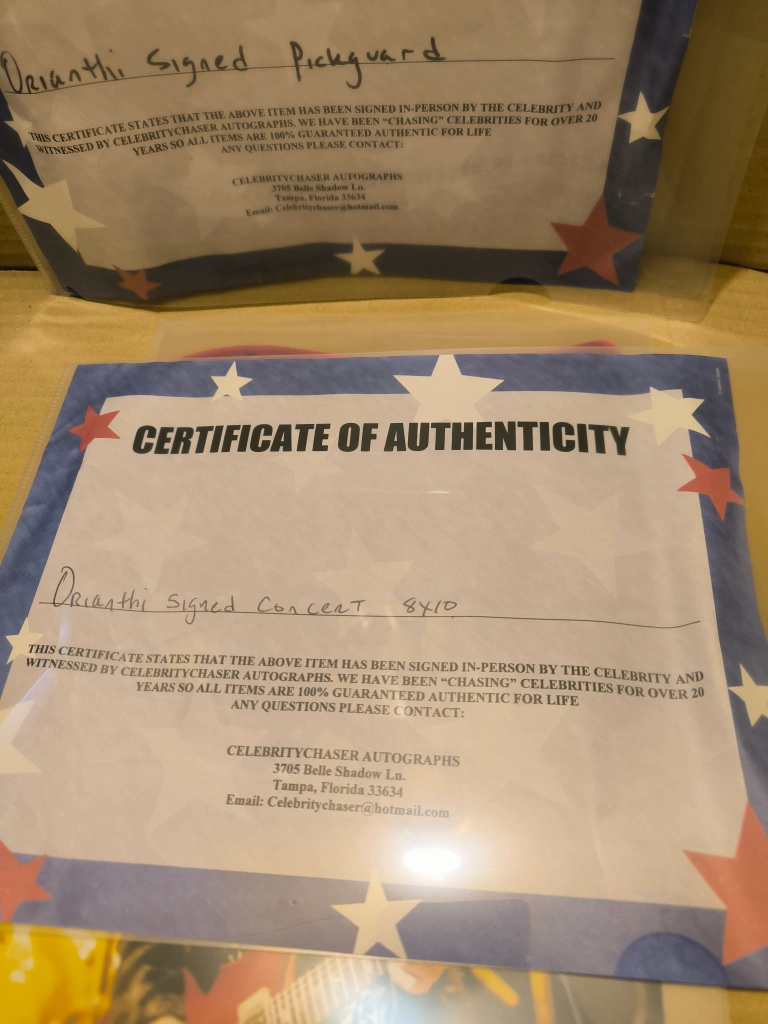 Orianthi Signed Pickguard
THIS CERTIFICATE STATES THAT THE ABOVE ITEM HAS BEEN SIGNED IN-PERSON BY THE CELEBRITY AND
WITNESSED BY CELEBRITYCHASER AUTOGRAPHS. WE HAVE BEEN "CHASING" CELEBRITIES FOR OVER 20
YEARS SO ALL ITEMS ARE 100% GUARANTEED AUTHENTIC FOR LIFE
ANY QUESTIONS PLEASE CONTACT:
CELEBRITYCHASER AUTOGRAPHS
3705 Belle Shadow Ln.
Tampa, Florida 33634
Email: Celebritychaser@hotmail.com
CERTIFICATE OF AUTHENTICITY
Orianthi Signed Concert 8x10
THIS CERTIFICATE STATES THAT THE ABOVE ITEM HAS BEEN SIGNED IN-PERSON BY THE CELEBRITY AND
WITNESSED BY CELEBRITYCHASER AUTOGRAPHS. WE HAVE BEEN "CHASING" CELEBRITIES FOR OVER 20
YEARS SO ALL ITEMS ARE 100% GUARANTEED AUTHENTIC FOR LIFE
ANY QUESTIONS PLEASE CONTACT:
CELEBRITYCHASER AUTOGRAPHS
3705 Belle Shadow Ln.
Tampa, Florida 33634
Email: Celebritychaser@hotmail.com